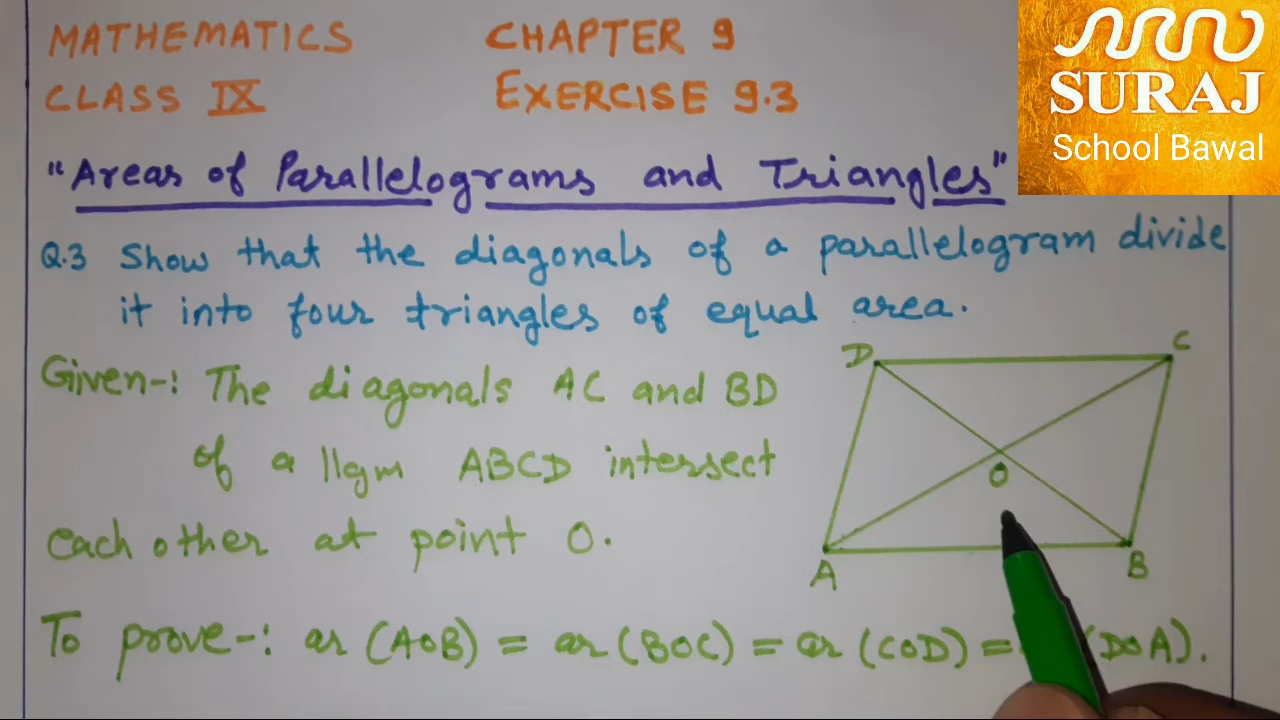 MATHEMATICS CHAPTER 9
CLASS IX EXERCISE 9.3
SURAJ
School Bawal
"Areas of Parallelograms and Triangles"
Q.3 Show that the diagonals of a parallelogram divide
it into four triangles of equal area.
Given-: The diagonals AC and BD
of a llgm ABCD intersect
each other at point O.
D C
O
A B
To prove-: ar (AOB) = ar (BOC) = ar (COD) = (DOA).